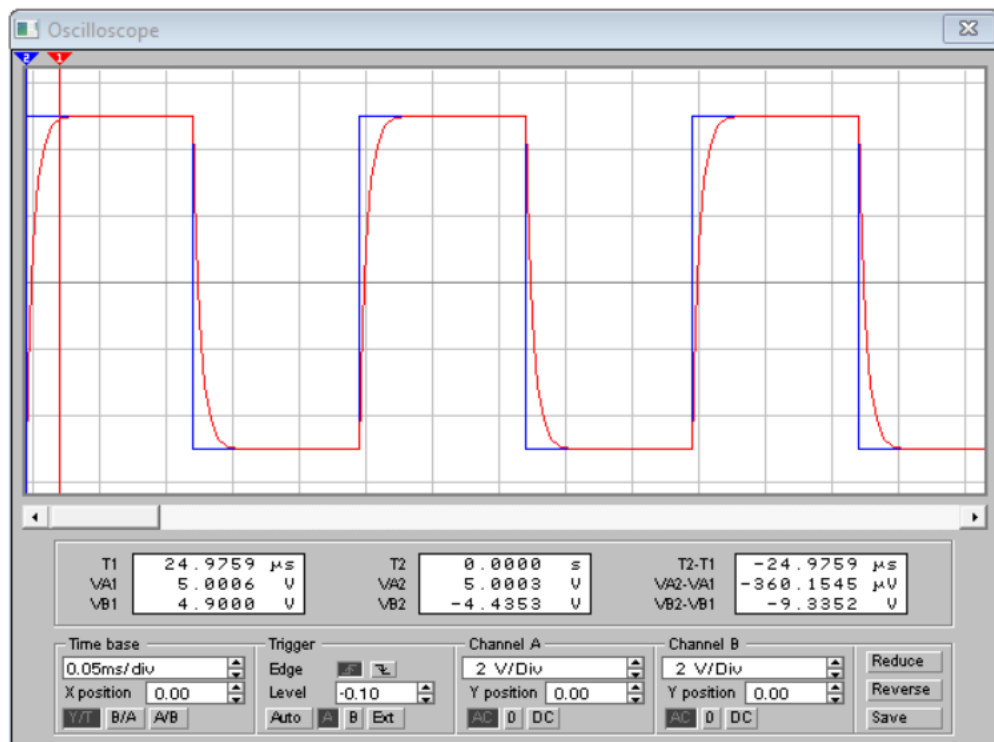 Oscilloscope
2 1
T1 24.9759 µs T2 0.0000 s T2-T1 -24.9759 µs
VA1 5.0006 V VA2 5.0003 V VA2-VA1 -360.1545 µV
VB1 4.9000 V VB2 -4.4353 V VB2-VB1 -9.3352 V
Time base Trigger Channel A Channel B
0.05ms/div Edge 2 V/Div 2 V/Div Reduce
X position 0.00 Level -0.10 Y position 0.00 Y position 0.00 Reverse
Y/T B/A A/B Auto A B Ext AC 0 DC AC 0 DC Save